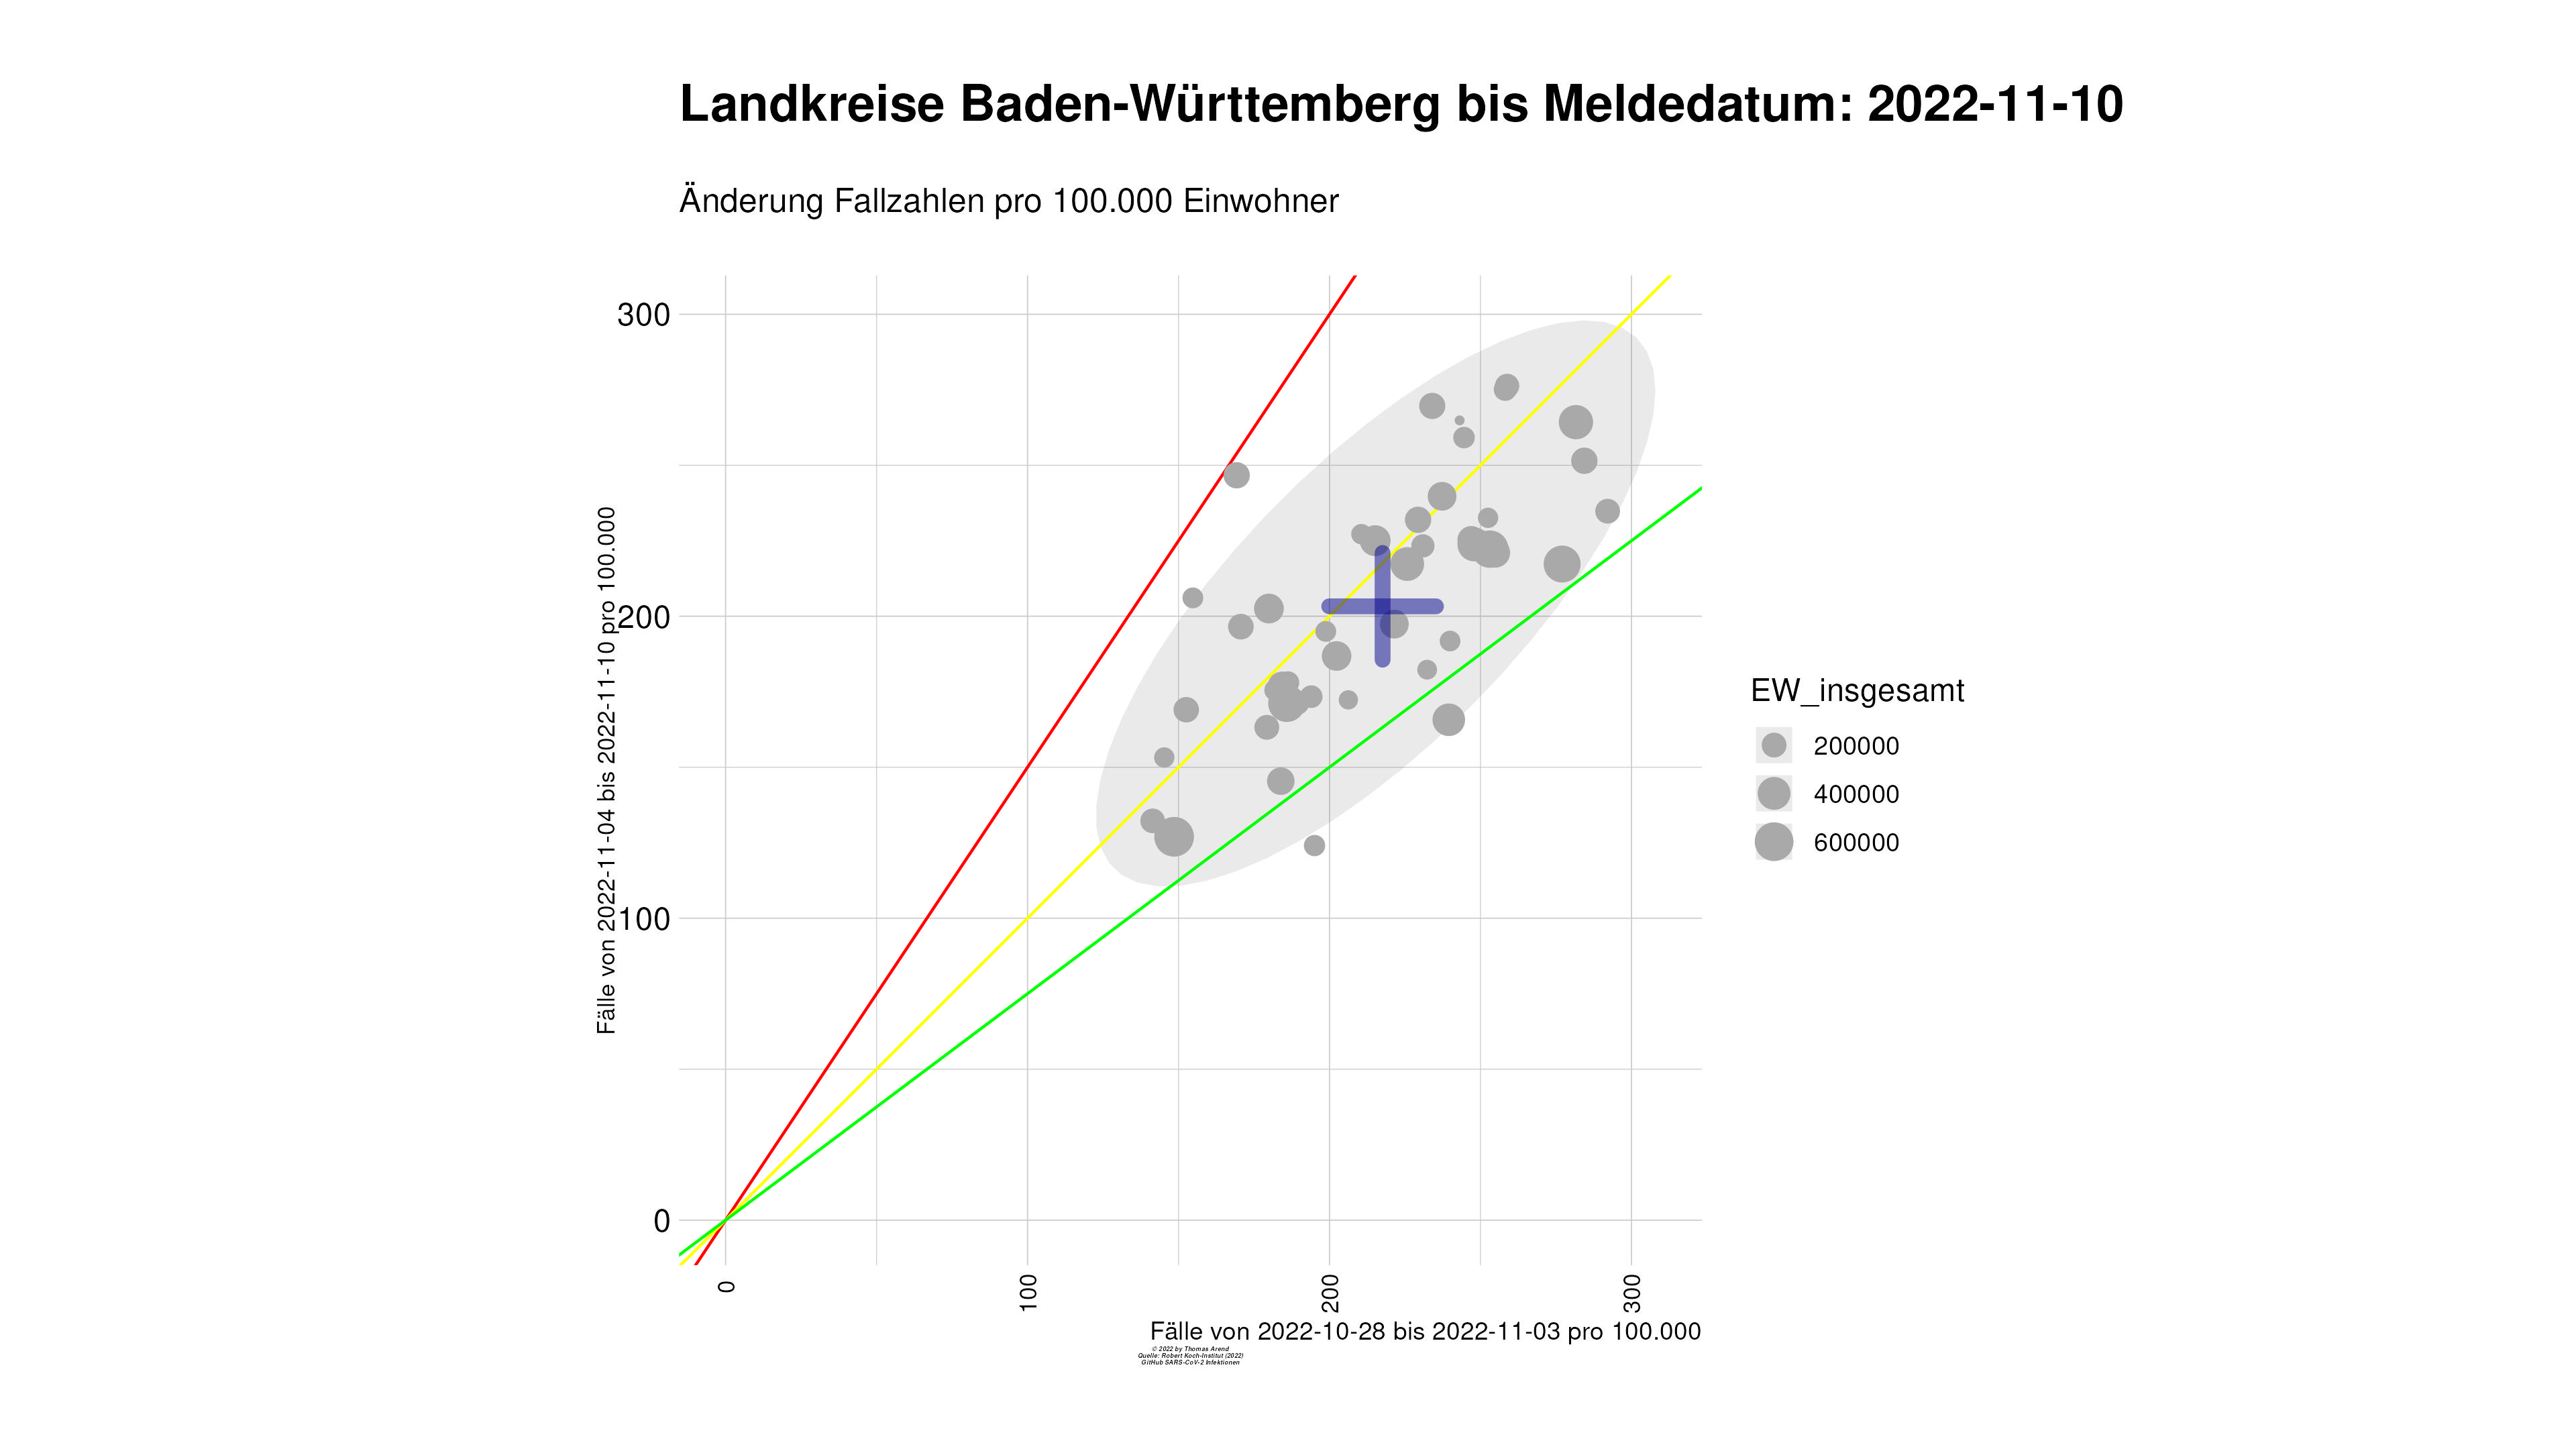 Landkreise Baden-Württemberg bis Meldedatum: 2022-11-10
Änderung Fallzahlen pro 100.000 Einwohner
Fälle von 2022-11-04 bis 2022-11-10 pro 100.000
300
200
100
0
0
100
200
300
Fälle von 2022-10-28 bis 2022-11-03 pro 100.000
EW_insgesamt
200000
400000
600000
© 2022 by Thomas Arend
Quelle: Robert Koch-Institut (2022)
GitHub SARS-CoV-2 Infektionen